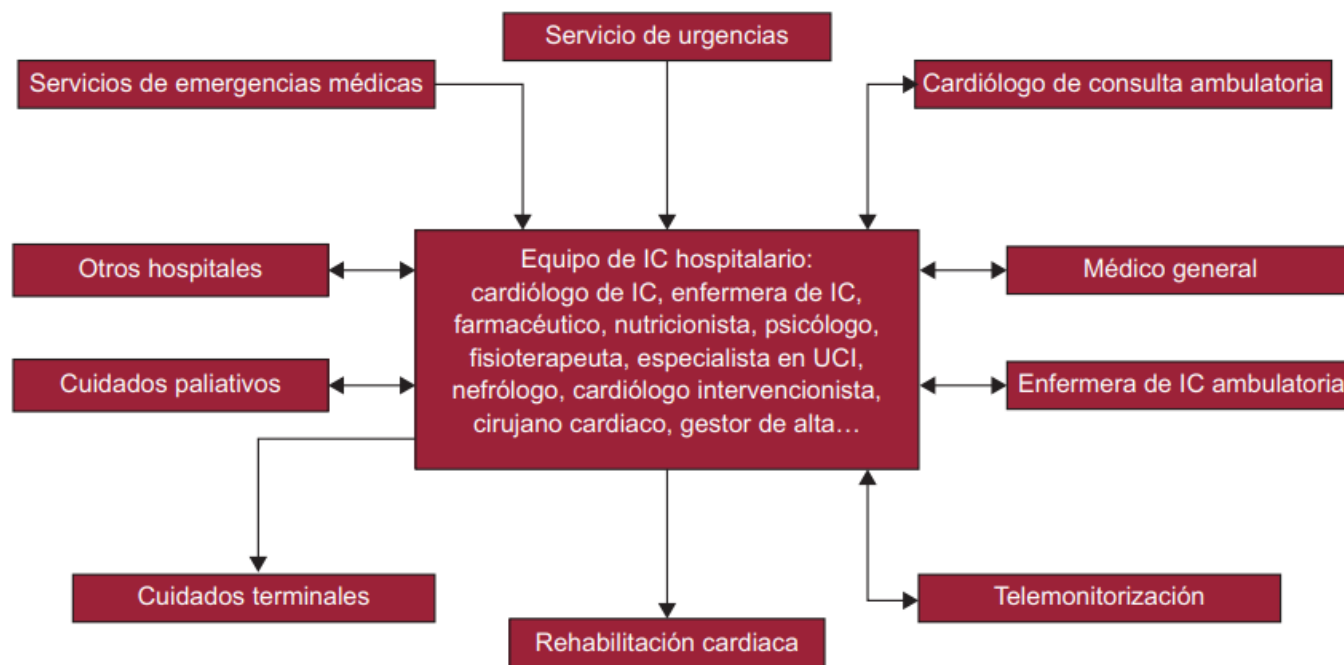 Servicio de urgencias
Servicios de emergencias médicas
Cardiólogo de consulta ambulatoria
Otros hospitales
Equipo de IC hospitalario:
cardiólogo de IC, enfermera de IC,
farmacéutico, nutricionista, psicólogo,
fisioterapeuta, especialista en UCI,
nefrólogo, cardiólogo intervencionista,
cirujano cardiaco, gestor de alta…
Médico general
Cuidados paliativos
Enfermera de IC ambulatoria
Cuidados terminales
Telemonitorización
Rehabilitación cardiaca